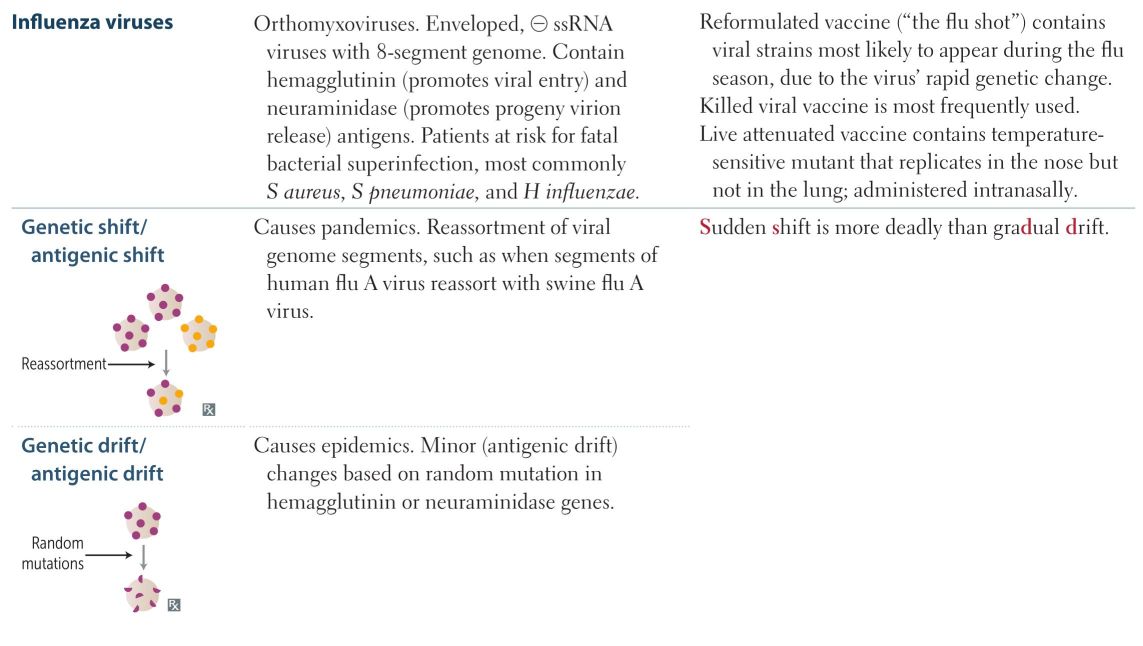 Influenza viruses
Orthomyxoviruses. Enveloped, ⊖ ssRNA
viruses with 8-segment genome. Contain
hemagglutinin (promotes viral entry) and
neuraminidase (promotes progeny virion
release) antigens. Patients at risk for fatal
bacterial superinfection, most commonly
S aureus, S pneumoniae, and H influenzae.
Reformulated vaccine (“the flu shot”) contains
viral strains most likely to appear during the flu
season, due to the virus’ rapid genetic change.
Killed viral vaccine is most frequently used.
Live attenuated vaccine contains temperature-
sensitive mutant that replicates in the nose but
not in the lung; administered intranasally.
Genetic shift/
antigenic shift
Causes pandemics. Reassortment of viral
genome segments, such as when segments of
human flu A virus reassort with swine flu A
virus.
Sudden shift is more deadly than gradual drift.
Reassortment
Rx
Genetic drift/
antigenic drift
Causes epidemics. Minor (antigenic drift)
changes based on random mutation in
hemagglutinin or neuraminidase genes.
Random
mutations
Rx